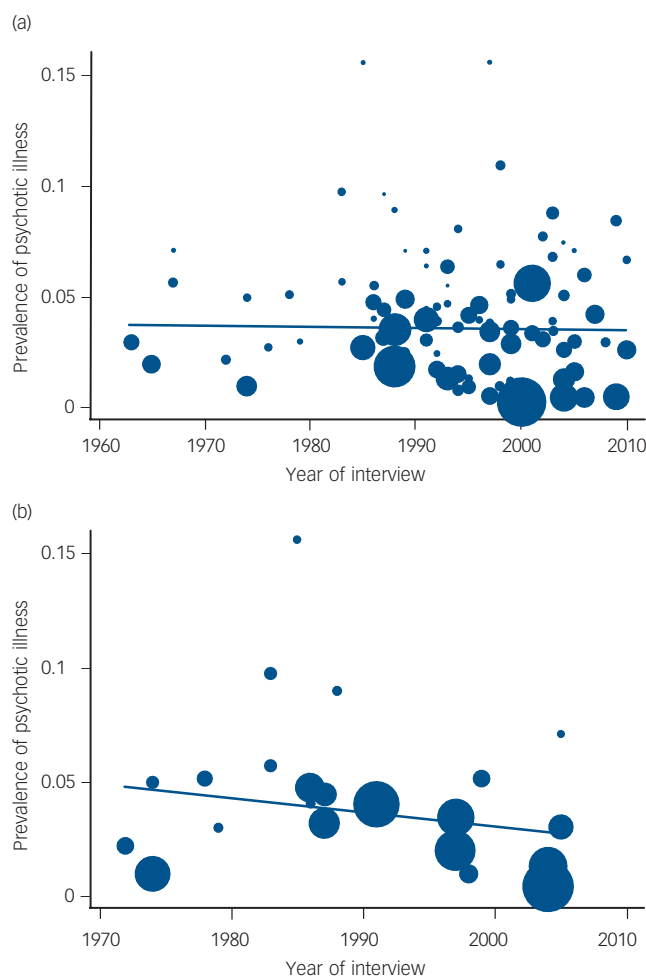 (a)
Prevalence of psychotic illness
0.15
0.1
0.05
0
1960 1970 1980 1990 2000 2010
Year of interview
(b)
Prevalence of psychotic illness
0.15
0.1
0.05
0
1970 1980 1990 2000 2010
Year of interview